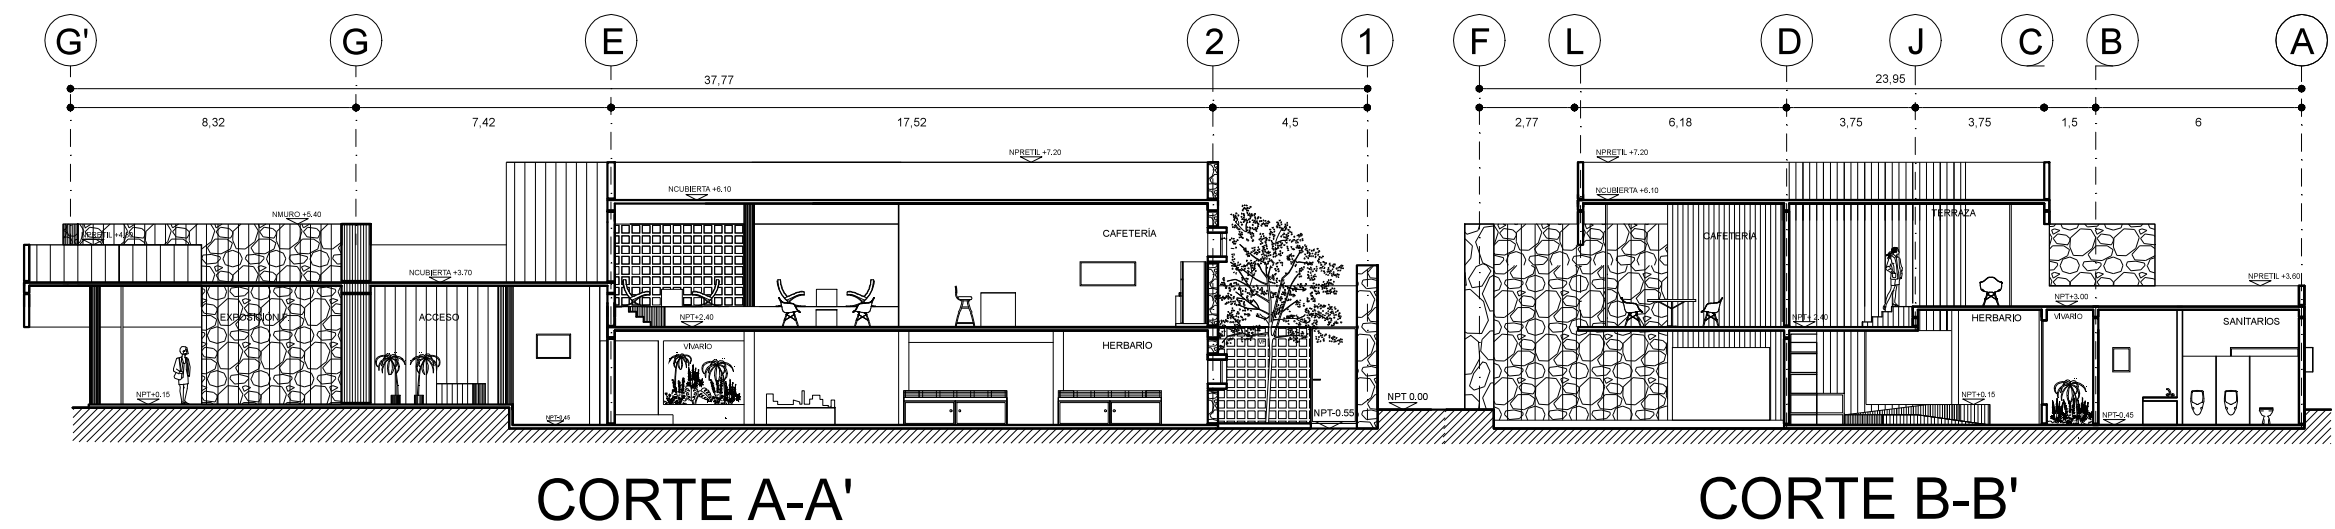 G' G E 2 1 F L D J C B A
37,77 23,95
8,32 7,42 17,52 4,5 2,77 6,18 3,75 3,75 1,5 6
NPRETIL +7.20 NPRETIL +7.20
NCUBIERTA +6.10 NCUBIERTA +6.10
NMURO +5.40 TERRAZA
CAFETERÍA CAFETERÍA
NCUBIERTA +3.70 NPRETIL +3.60
NPT+3.00
EXPOSICIÓN ACCESO NPT+2.40 NPT+ 2.40 HERBARIO VIVARIO SANITARIOS
VIVARIO HERBARIO
NPT+0.15 NPT 0.00 NPT+0.15
NPT-0.45 NPT-0.55 NPT-0.45
CORTE A-A' CORTE B-B'